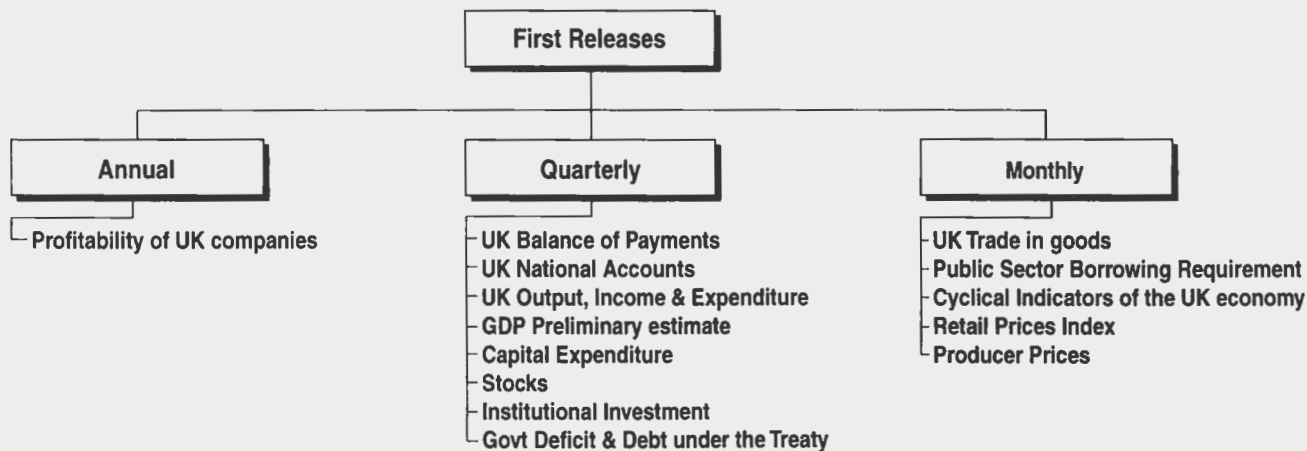 First Releases
Annual
Profitability of UK companies
Quarterly
UK Balance of Payments
UK National Accounts
UK Output, Income & Expenditure
GDP Preliminary estimate
Capital Expenditure
Stocks
Institutional Investment
Govt Deficit & Debt under the Treaty
Monthly
UK Trade in goods
Public Sector Borrowing Requirement
Cyclical Indicators of the UK economy
Retail Prices Index
Producer Prices